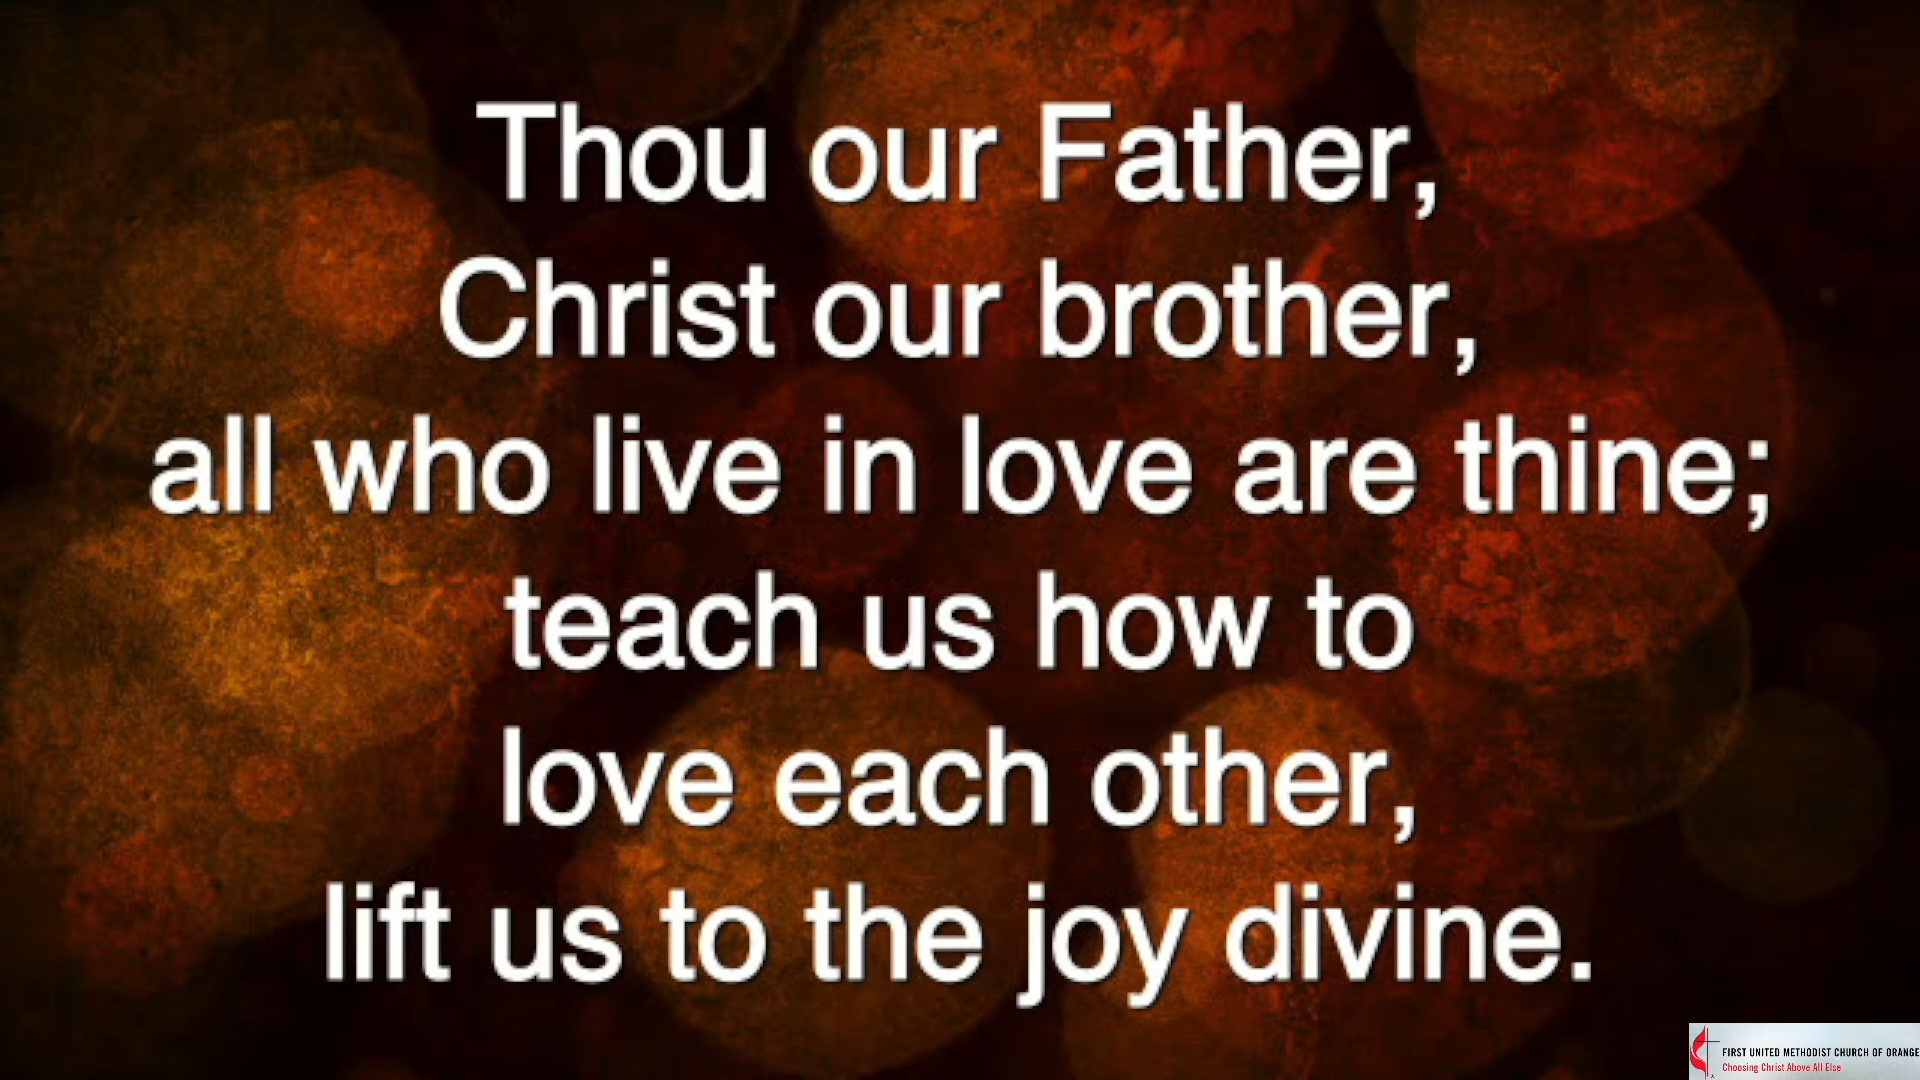 Thou our Father,
Christ our brother,
all who live in love are thine;
teach us how to
love each other,
lift us to the joy divine.
FIRST UNITED METHODIST CHURCH OF ORANGE
Choosing Christ Above All Else